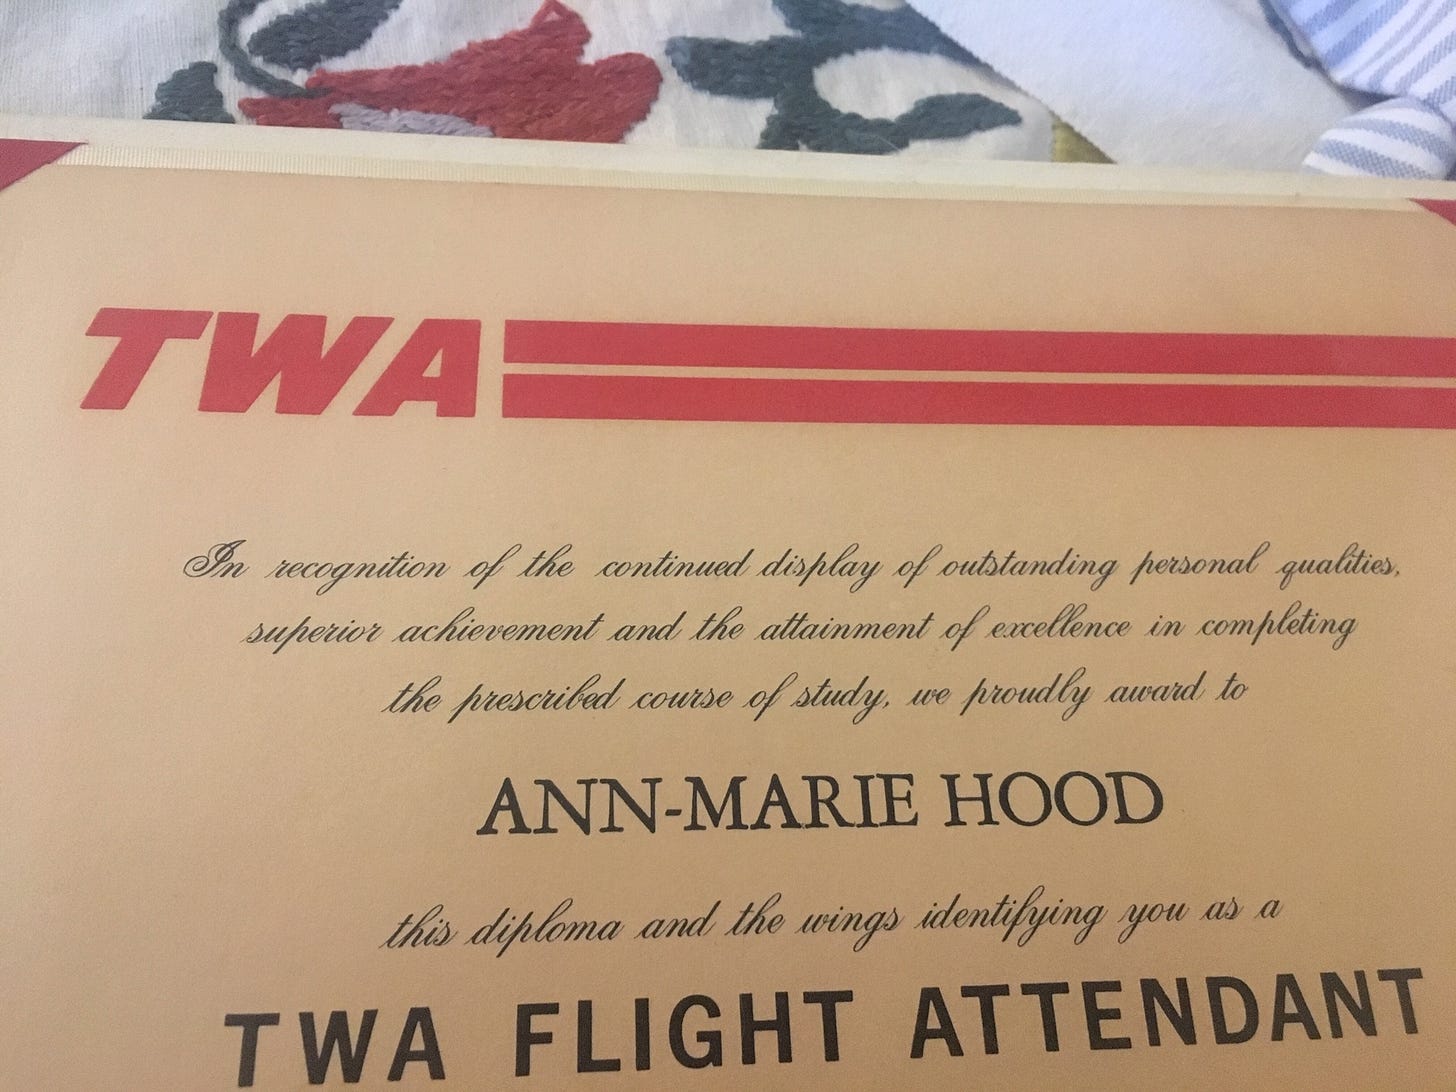 TWA
In recognition of the continued display of outstanding personal qualities,
superior achievement and the attainment of excellence in completing
the prescribed course of study, we proudly award to
ANN-MARIE HOOD
this diploma and the wings identifying you as a
TWA FLIGHT ATTENDANT